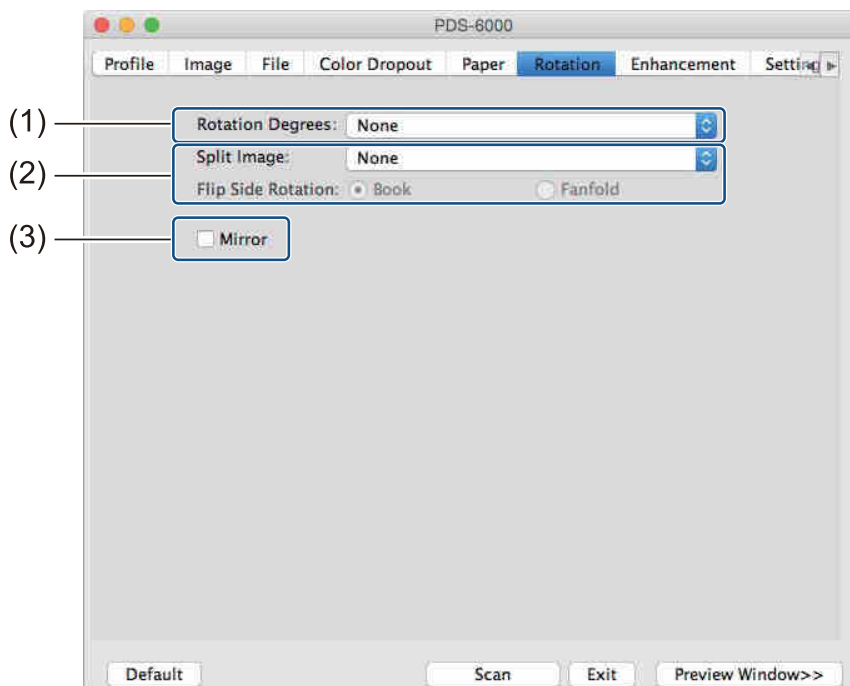 PDS-6000
Profile Image File Color Dropout Paper Rotation Enhancement Setting
(1) Rotation Degrees: None
(2) Split Image: None
Flip Side Rotation: Book Fanfold
(3) Mirror
Default Scan Exit Preview Window>>